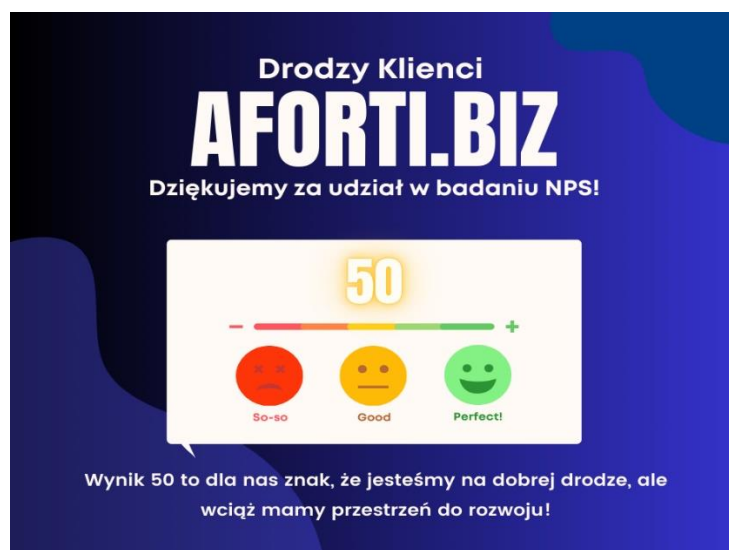 Drodzy Klienci
AFORTI.BIZ
Dziękujemy za udział w badaniu NPS!
50
- +
So-so Good Perfect!
Wynik 50 to dla nas znak, że jesteśmy na dobrej drodze, ale
wciąż mamy przestrzeń do rozwoju!